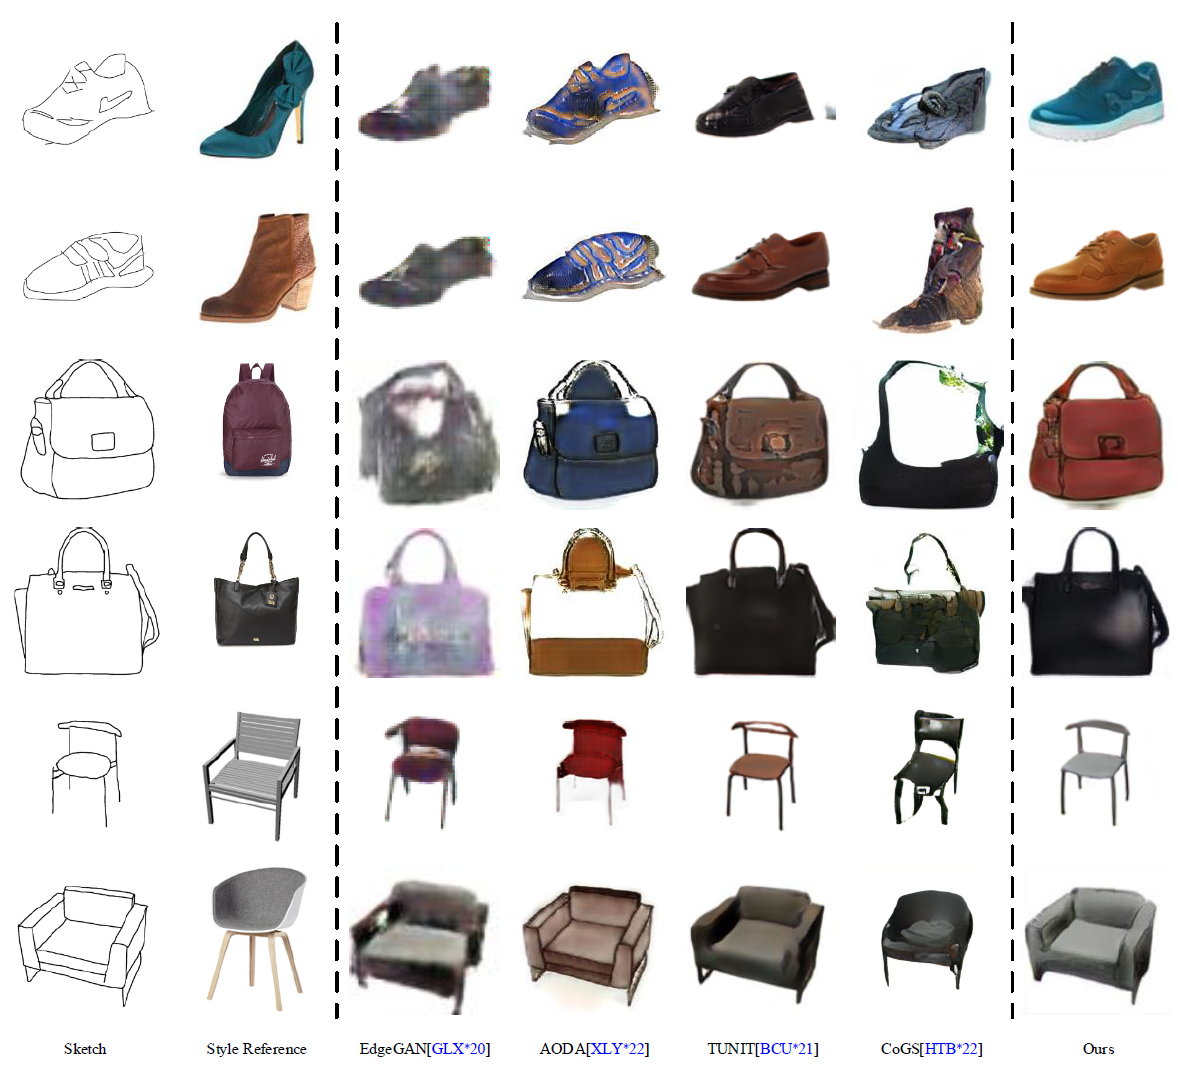 Sketch
Style Reference
EdgeGAN[GLX*20]
AODA[XLY*22]
TUNIT[BCU*21]
CoGS[HTB*22]
Ours